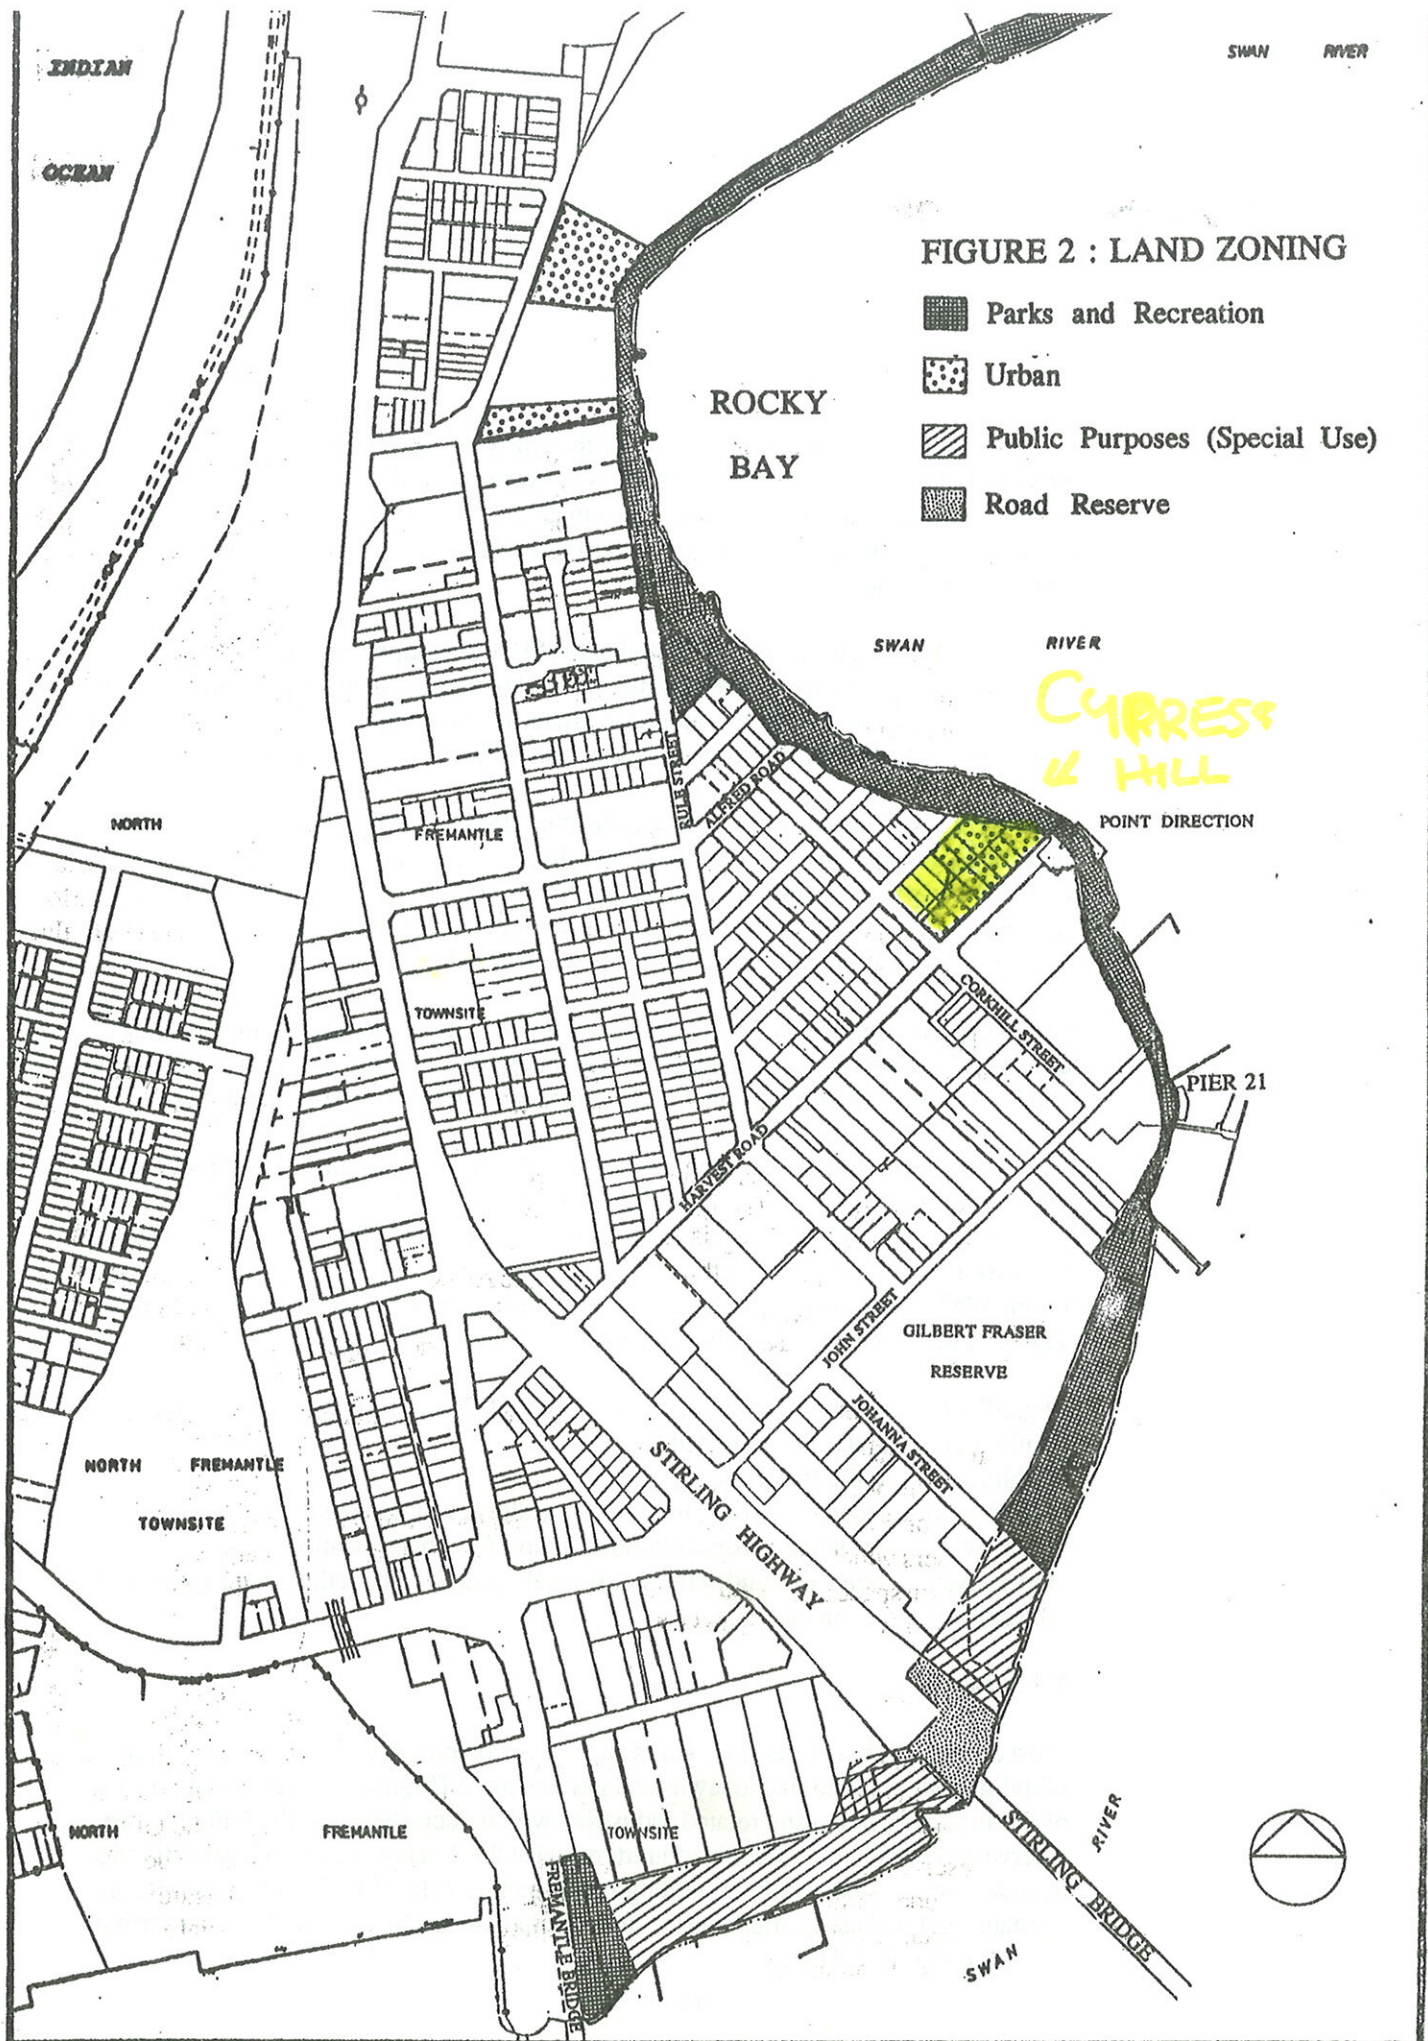 INDIAN
OCEAN
SWAN RIVER
FIGURE 2 : LAND ZONING
Parks and Recreation
Urban
Public Purposes (Special Use)
Road Reserve
ROCKY
BAY
SWAN RIVER
CYPRESS
HILL
POINT DIRECTION
RULE STREET
ALFRED ROAD
NORTH
FREMANTLE
TOWNSITE
CORKHILL STREET
PIER 21
HARVEST ROAD
JOHN STREET
GILBERT FRASER
RESERVE
JOHANNA STREET
NORTH FREMANTLE
TOWNSITE
STIRLING HIGHWAY
NORTH
FREMANTLE
TOWNSITE
FREMANTLE BRIDGE
STIRLING BRIDGE
SWAN
RIVER